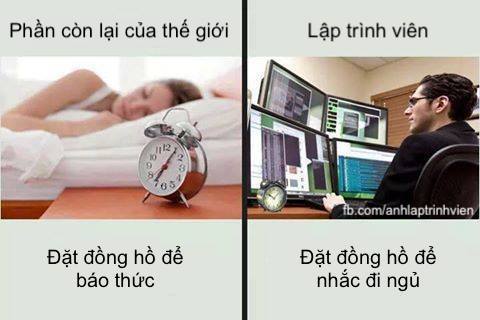 Phần còn lại của thế giới
Lập trình viên
fb.com/anhlaptrinhvien
Đặt đồng hồ để
báo thức
Đặt đồng hồ để
nhắc đi ngủ